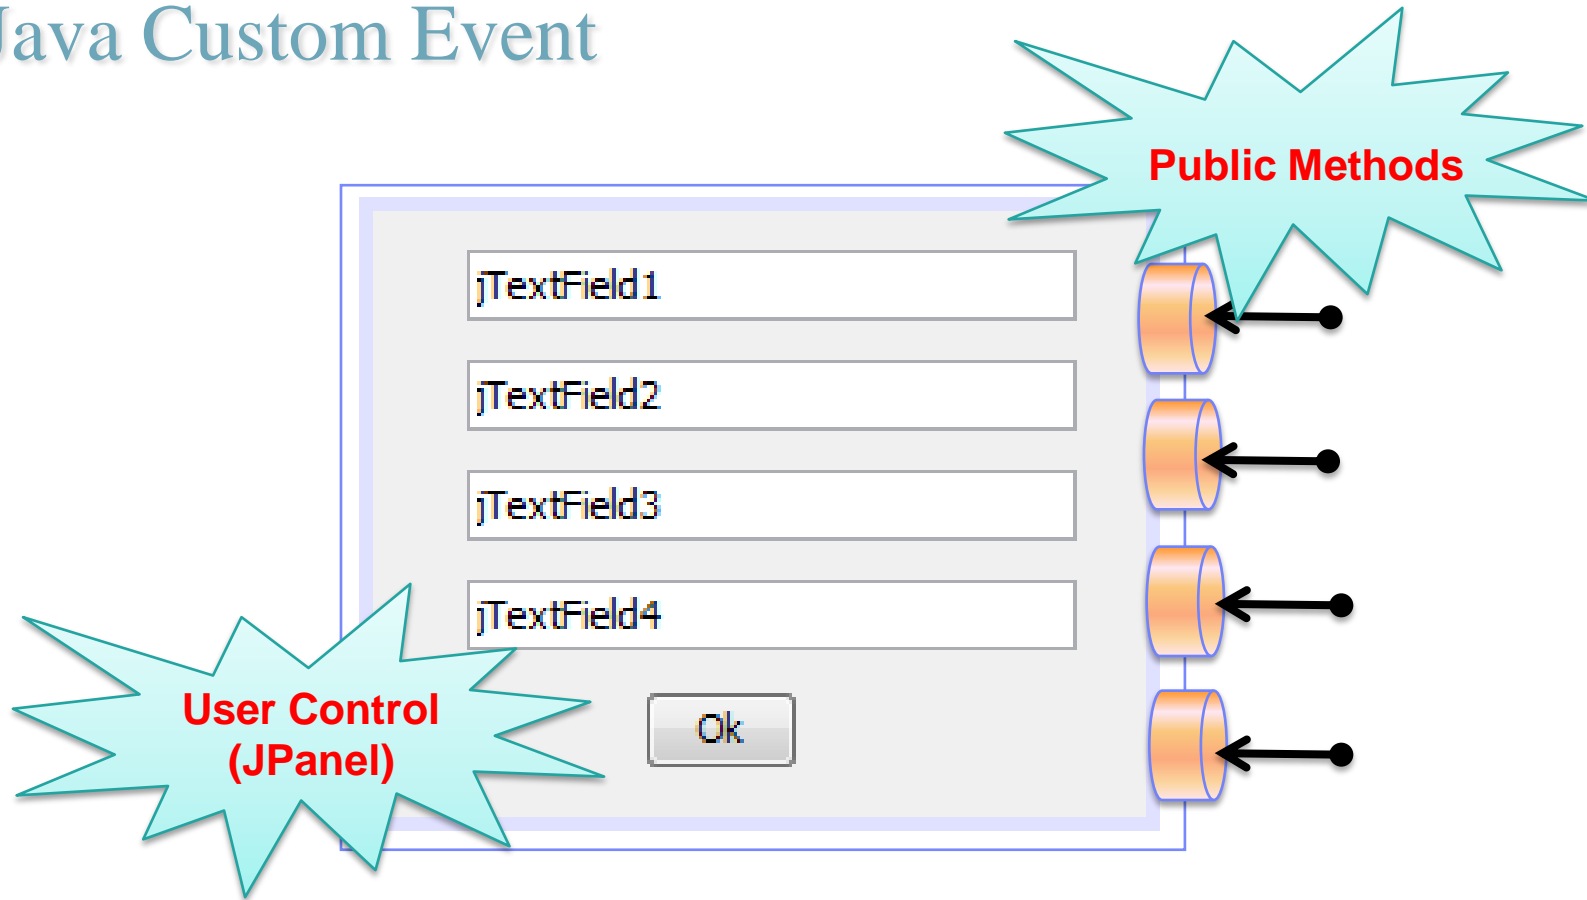 Java Custom Event
Public Methods
jTextField1
jTextField2
jTextField3
jTextField4
User Control
(JPanel)
Ok